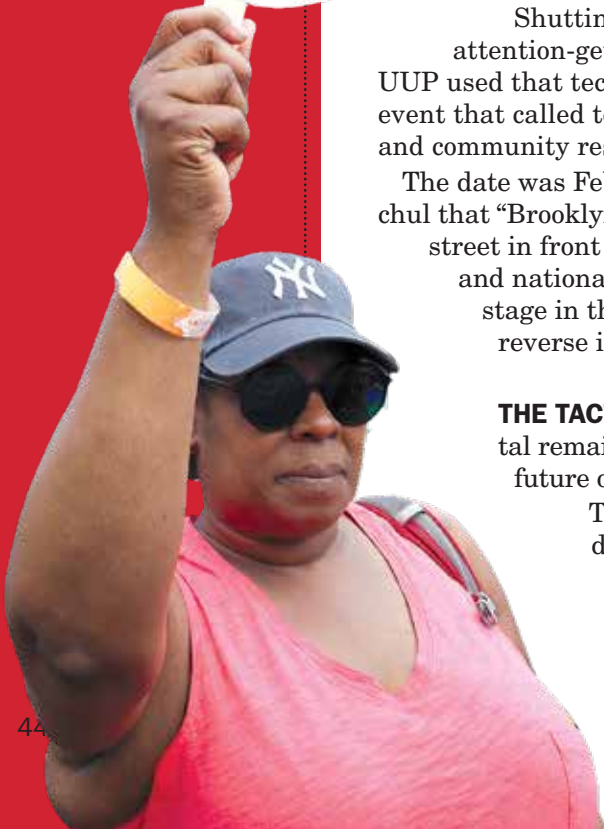 Shuttin
attention-ge
UUP used that tec
event that called t
and community res
The date was Fe
chul that “Brookly
street in front
and nationa
stage in th
reverse i
THE TAC
tal remai
future o
T
d
NY
44